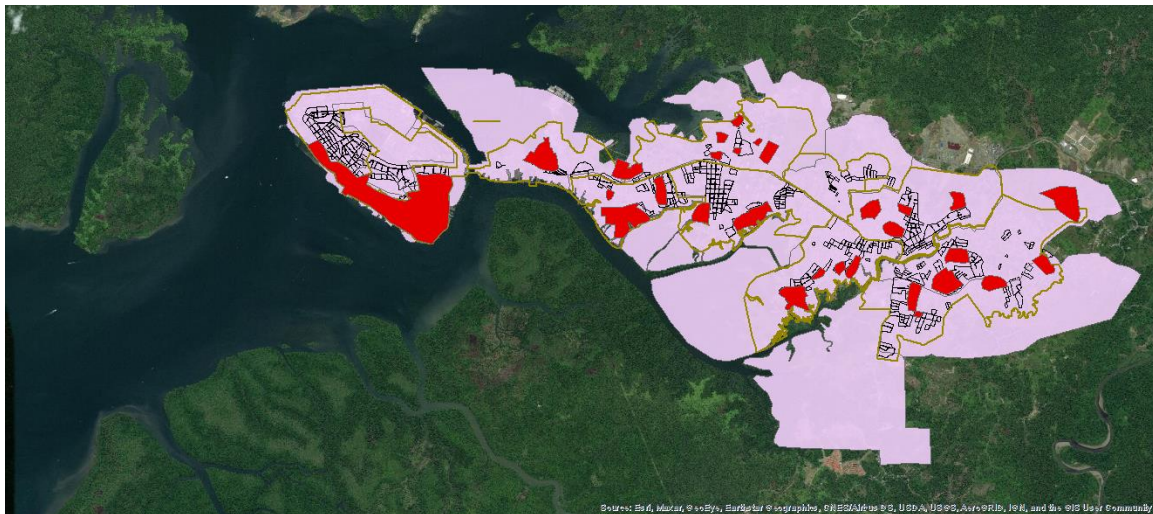 Source: Esri, Maxar, GeoEye, Earthstar Geographics, CNES/Airbus DS, USDA, USGS, AeroGRID, IGN, and the GIS User Community